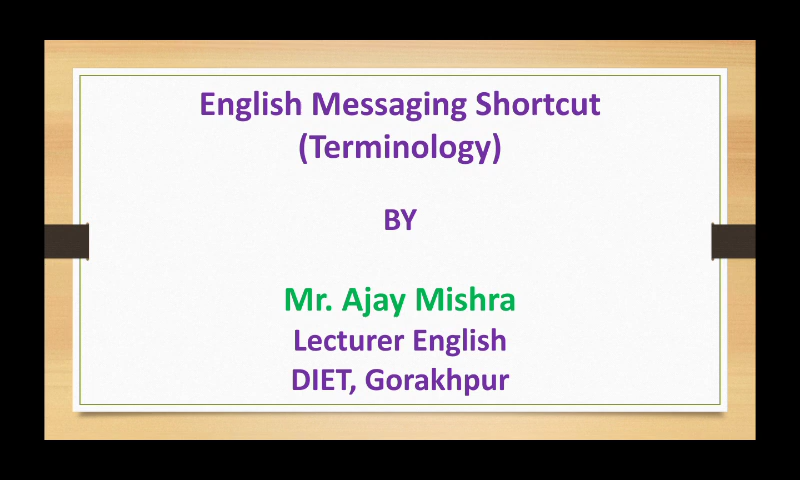 English Messaging Shortcut
(Terminology)
BY
Mr. Ajay Mishra
Lecturer English
DIET, Gorakhpur